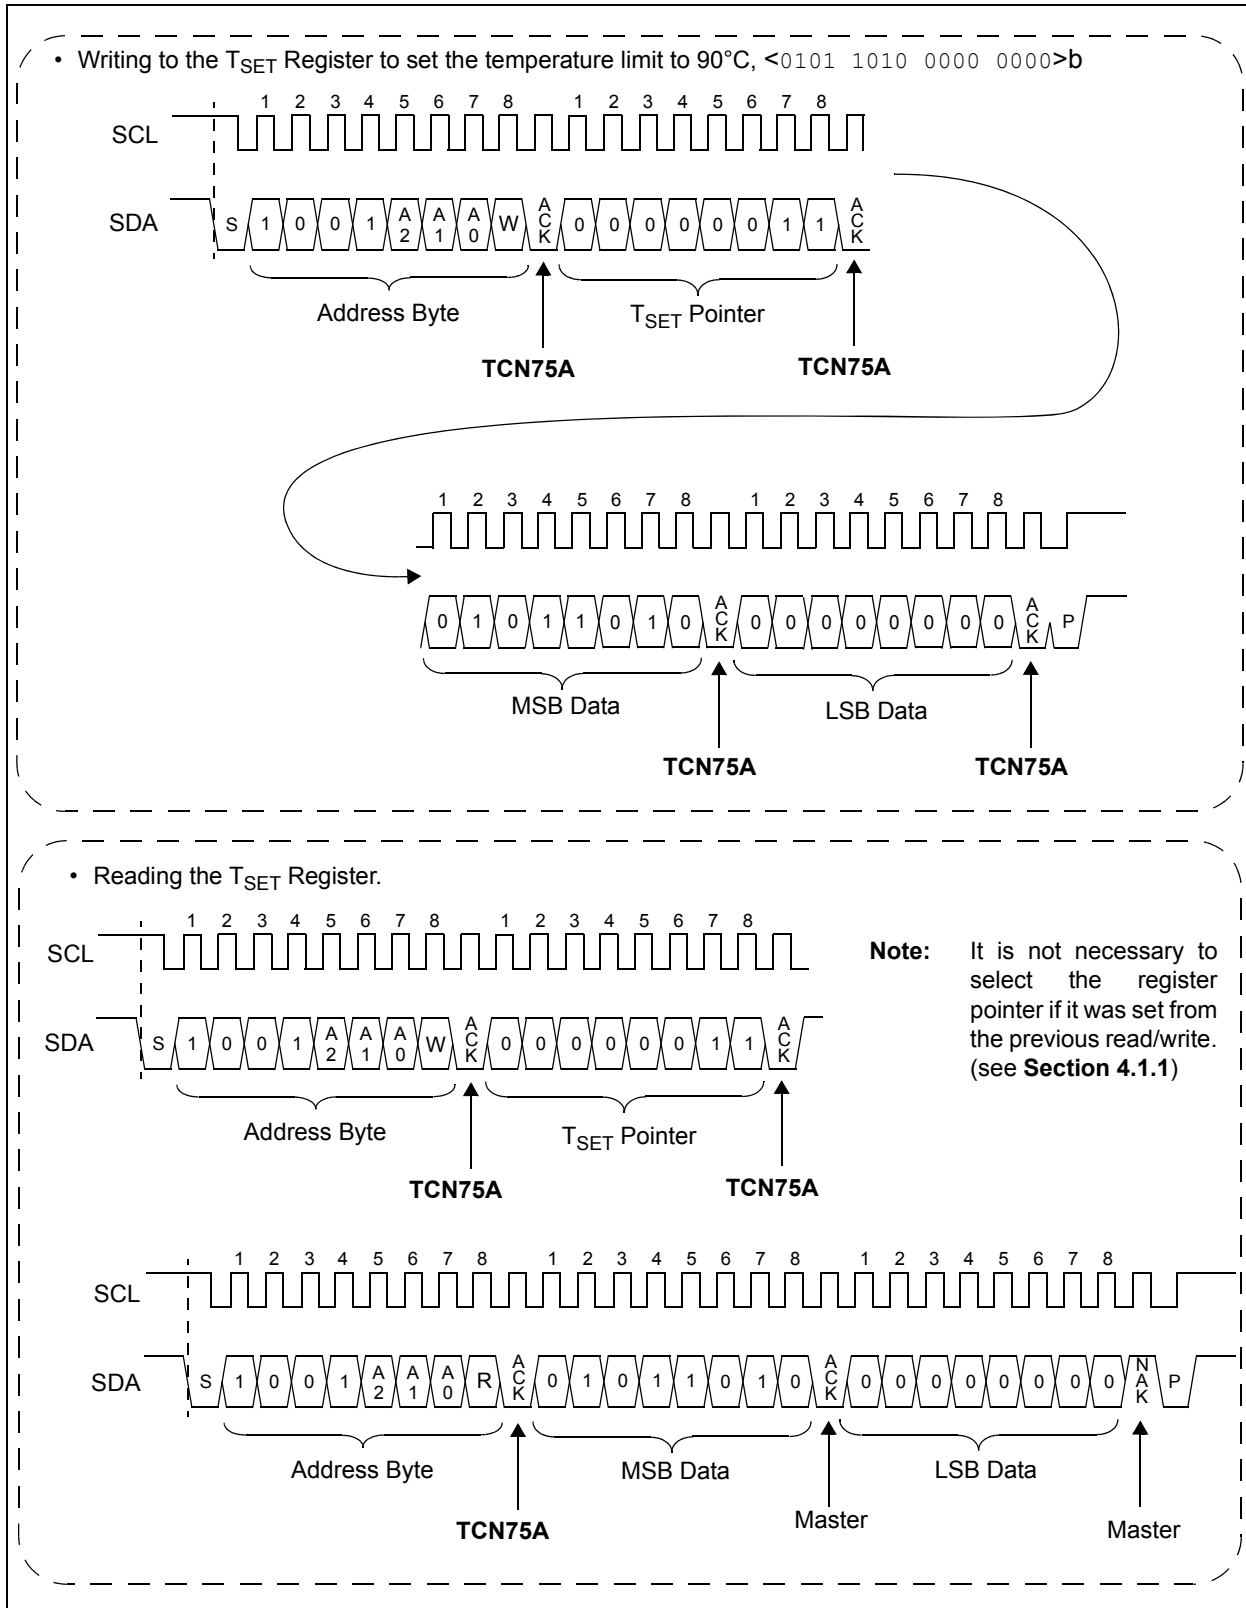 • Writing to the TSET Register to set the temperature limit to 90°C, <0101 1010 0000 0000>b
1 2 3 4 5 6 7 8 1 2 3 4 5 6 7 8
SCL
SDA S 1 0 0 1 A2 A1 A0 W ACK 0 0 0 0 0 0 1 1 ACK
Address Byte TSET Pointer
TCN75A TCN75A
1 2 3 4 5 6 7 8 1 2 3 4 5 6 7 8
0 1 0 1 1 0 1 0 ACK 0 0 0 0 0 0 0 0 ACK P
MSB Data LSB Data
TCN75A TCN75A
• Reading the TSET Register.
1 2 3 4 5 6 7 8 1 2 3 4 5 6 7 8
SCL
SDA S 1 0 0 1 A2 A1 A0 W ACK 0 0 0 0 0 0 1 1 ACK
Address Byte TSET Pointer
TCN75A TCN75A
Note: It is not necessary to
select the register
pointer if it was set from
the previous read/write.
(see Section 4.1.1)
1 2 3 4 5 6 7 8 1 2 3 4 5 6 7 8 1 2 3 4 5 6 7 8
SCL
SDA S 1 0 0 1 A2 A1 A0 R ACK 0 1 0 1 1 0 1 0 ACK 0 0 0 0 0 0 0 0 NAK P
Address Byte MSB Data LSB Data
TCN75A Master Master